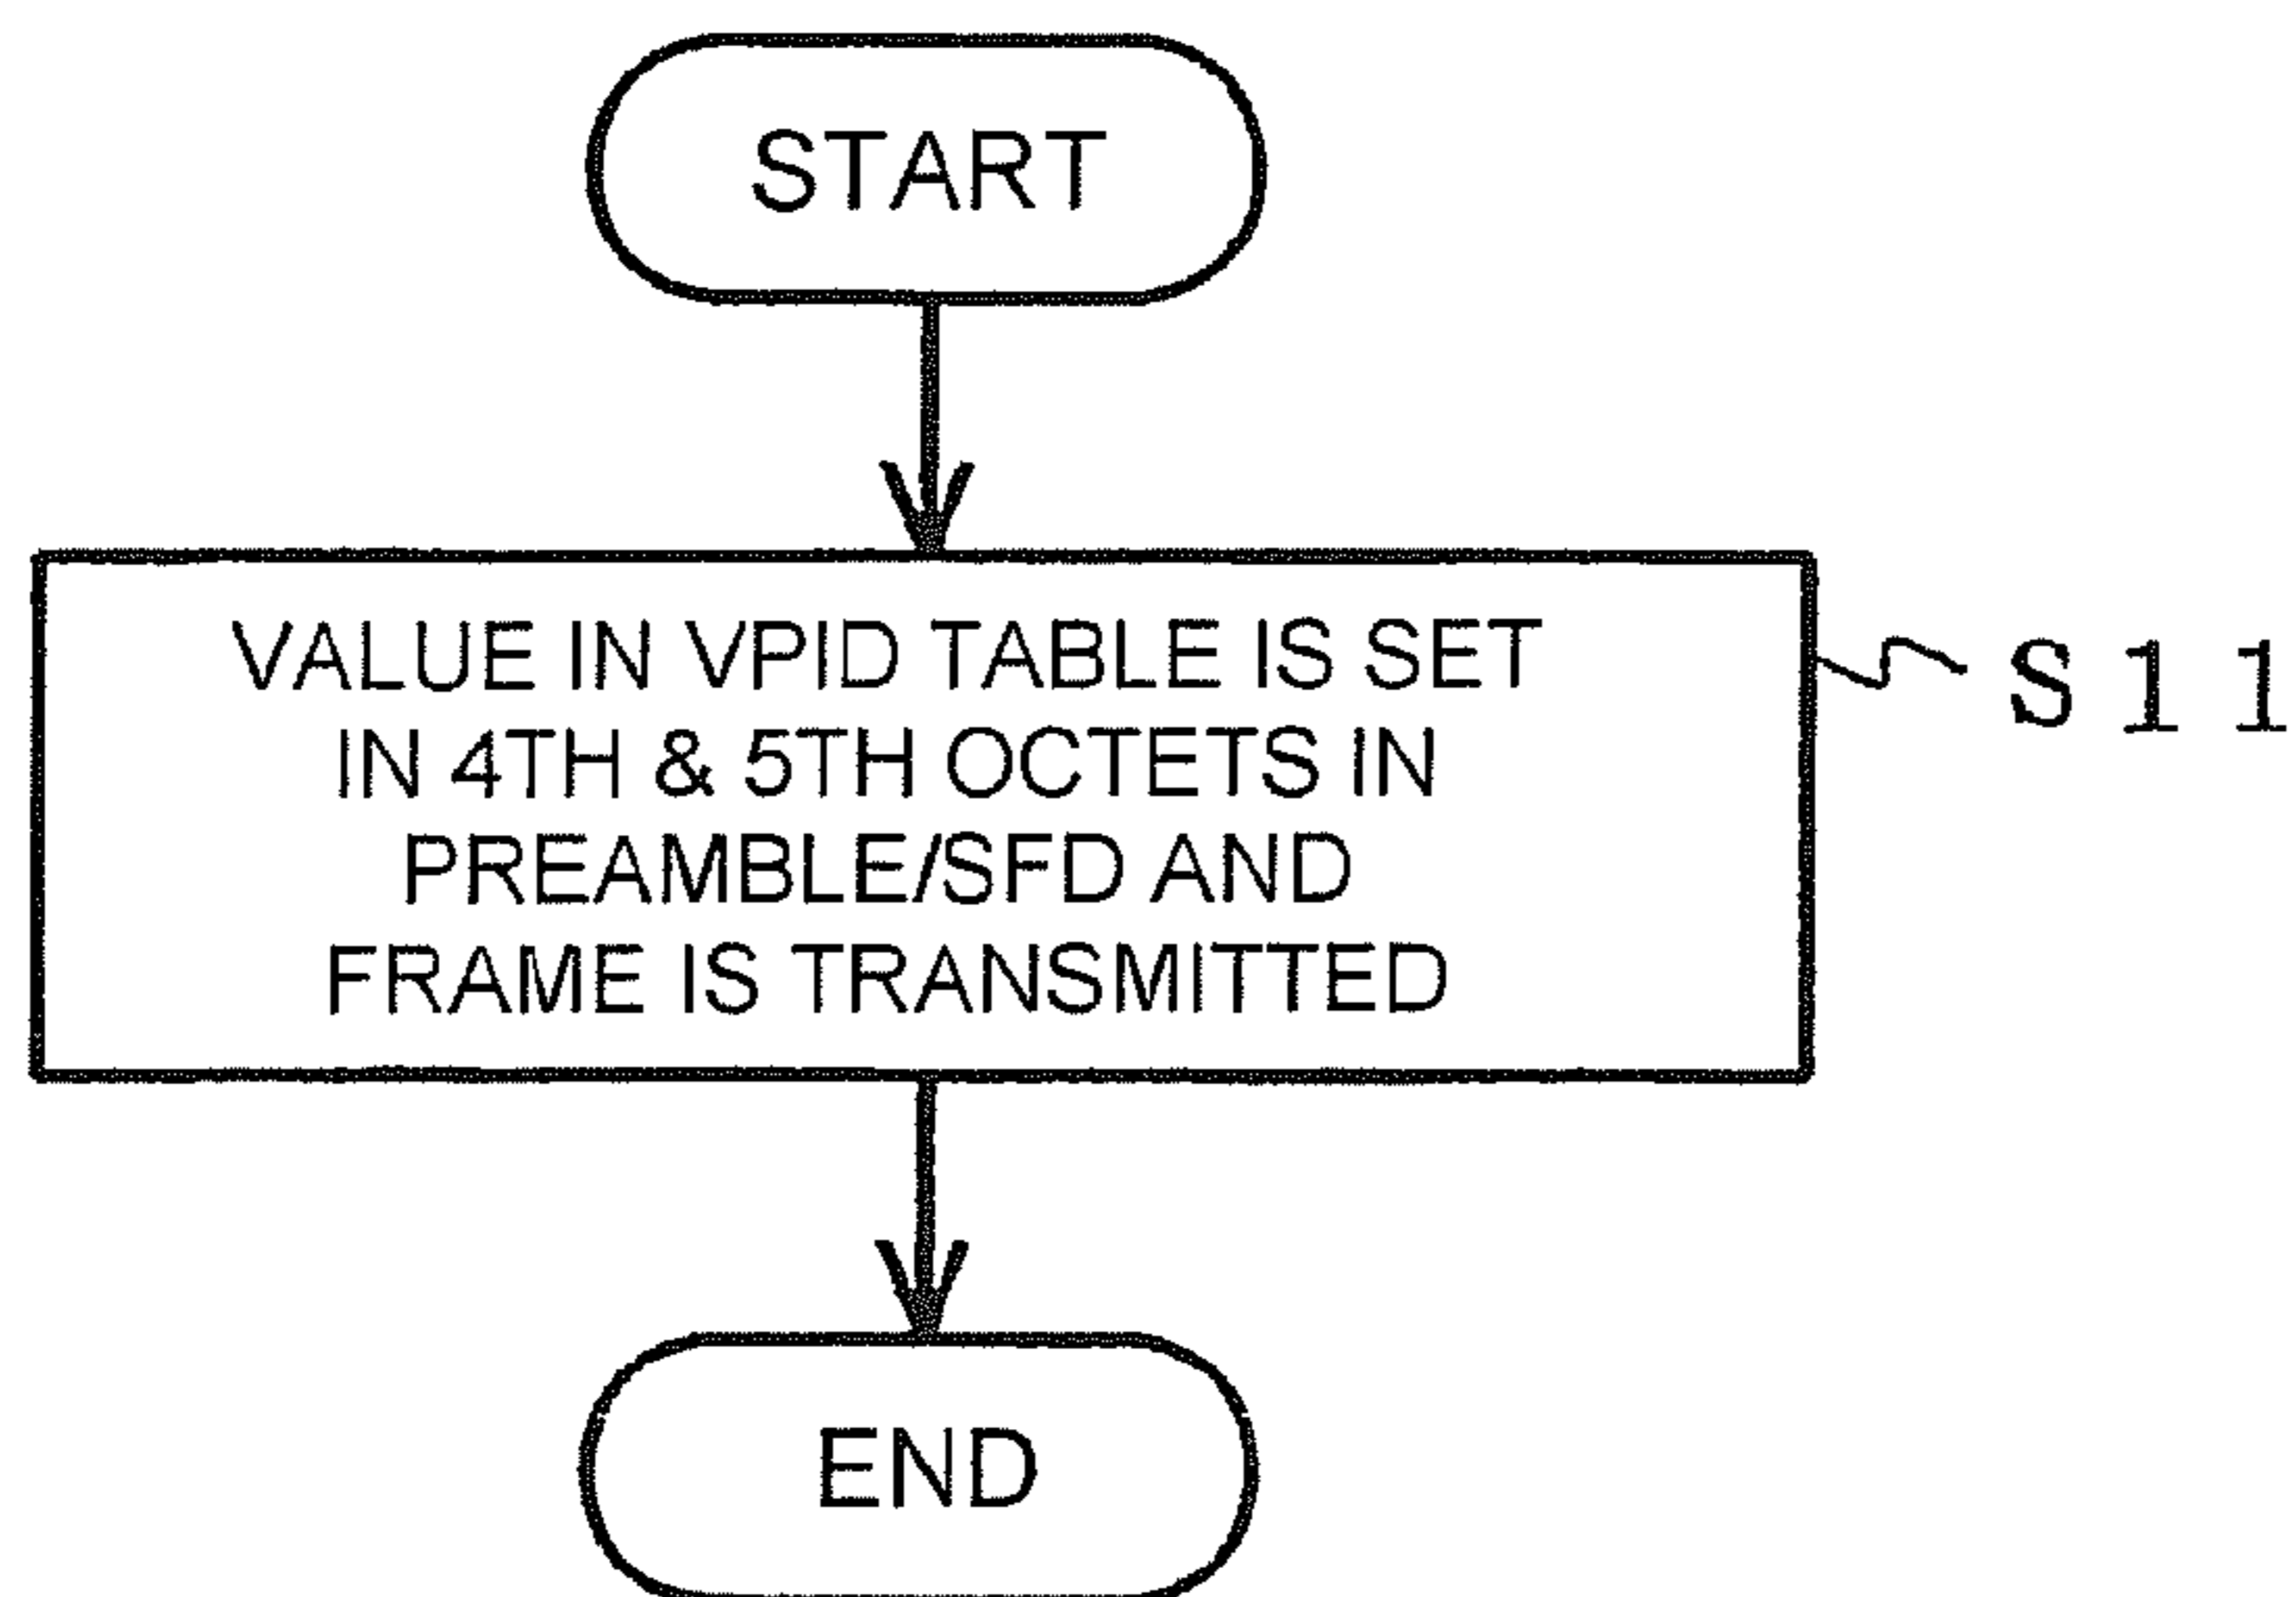 START
VALUE IN VPID TABLE IS SET
IN 4TH & 5TH OCTETS IN
PREAMBLE/SFD AND
FRAME IS TRANSMITTED
S11
END